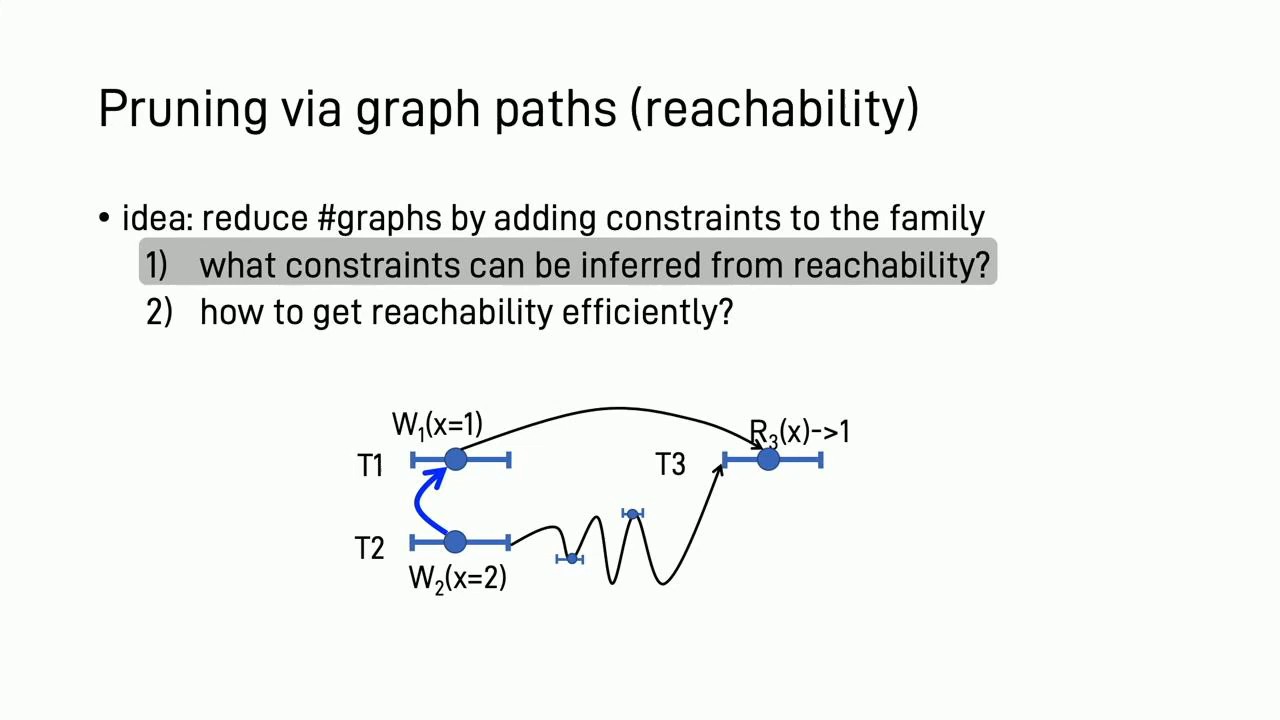 Pruning via graph paths (reachability)
• idea: reduce #graphs by adding constraints to the family
1) what constraints can be inferred from reachability?
2) how to get reachability efficiently?
W₁(x=1)
R₃(x)->1
T1
T3
T2
W₂(x=2)